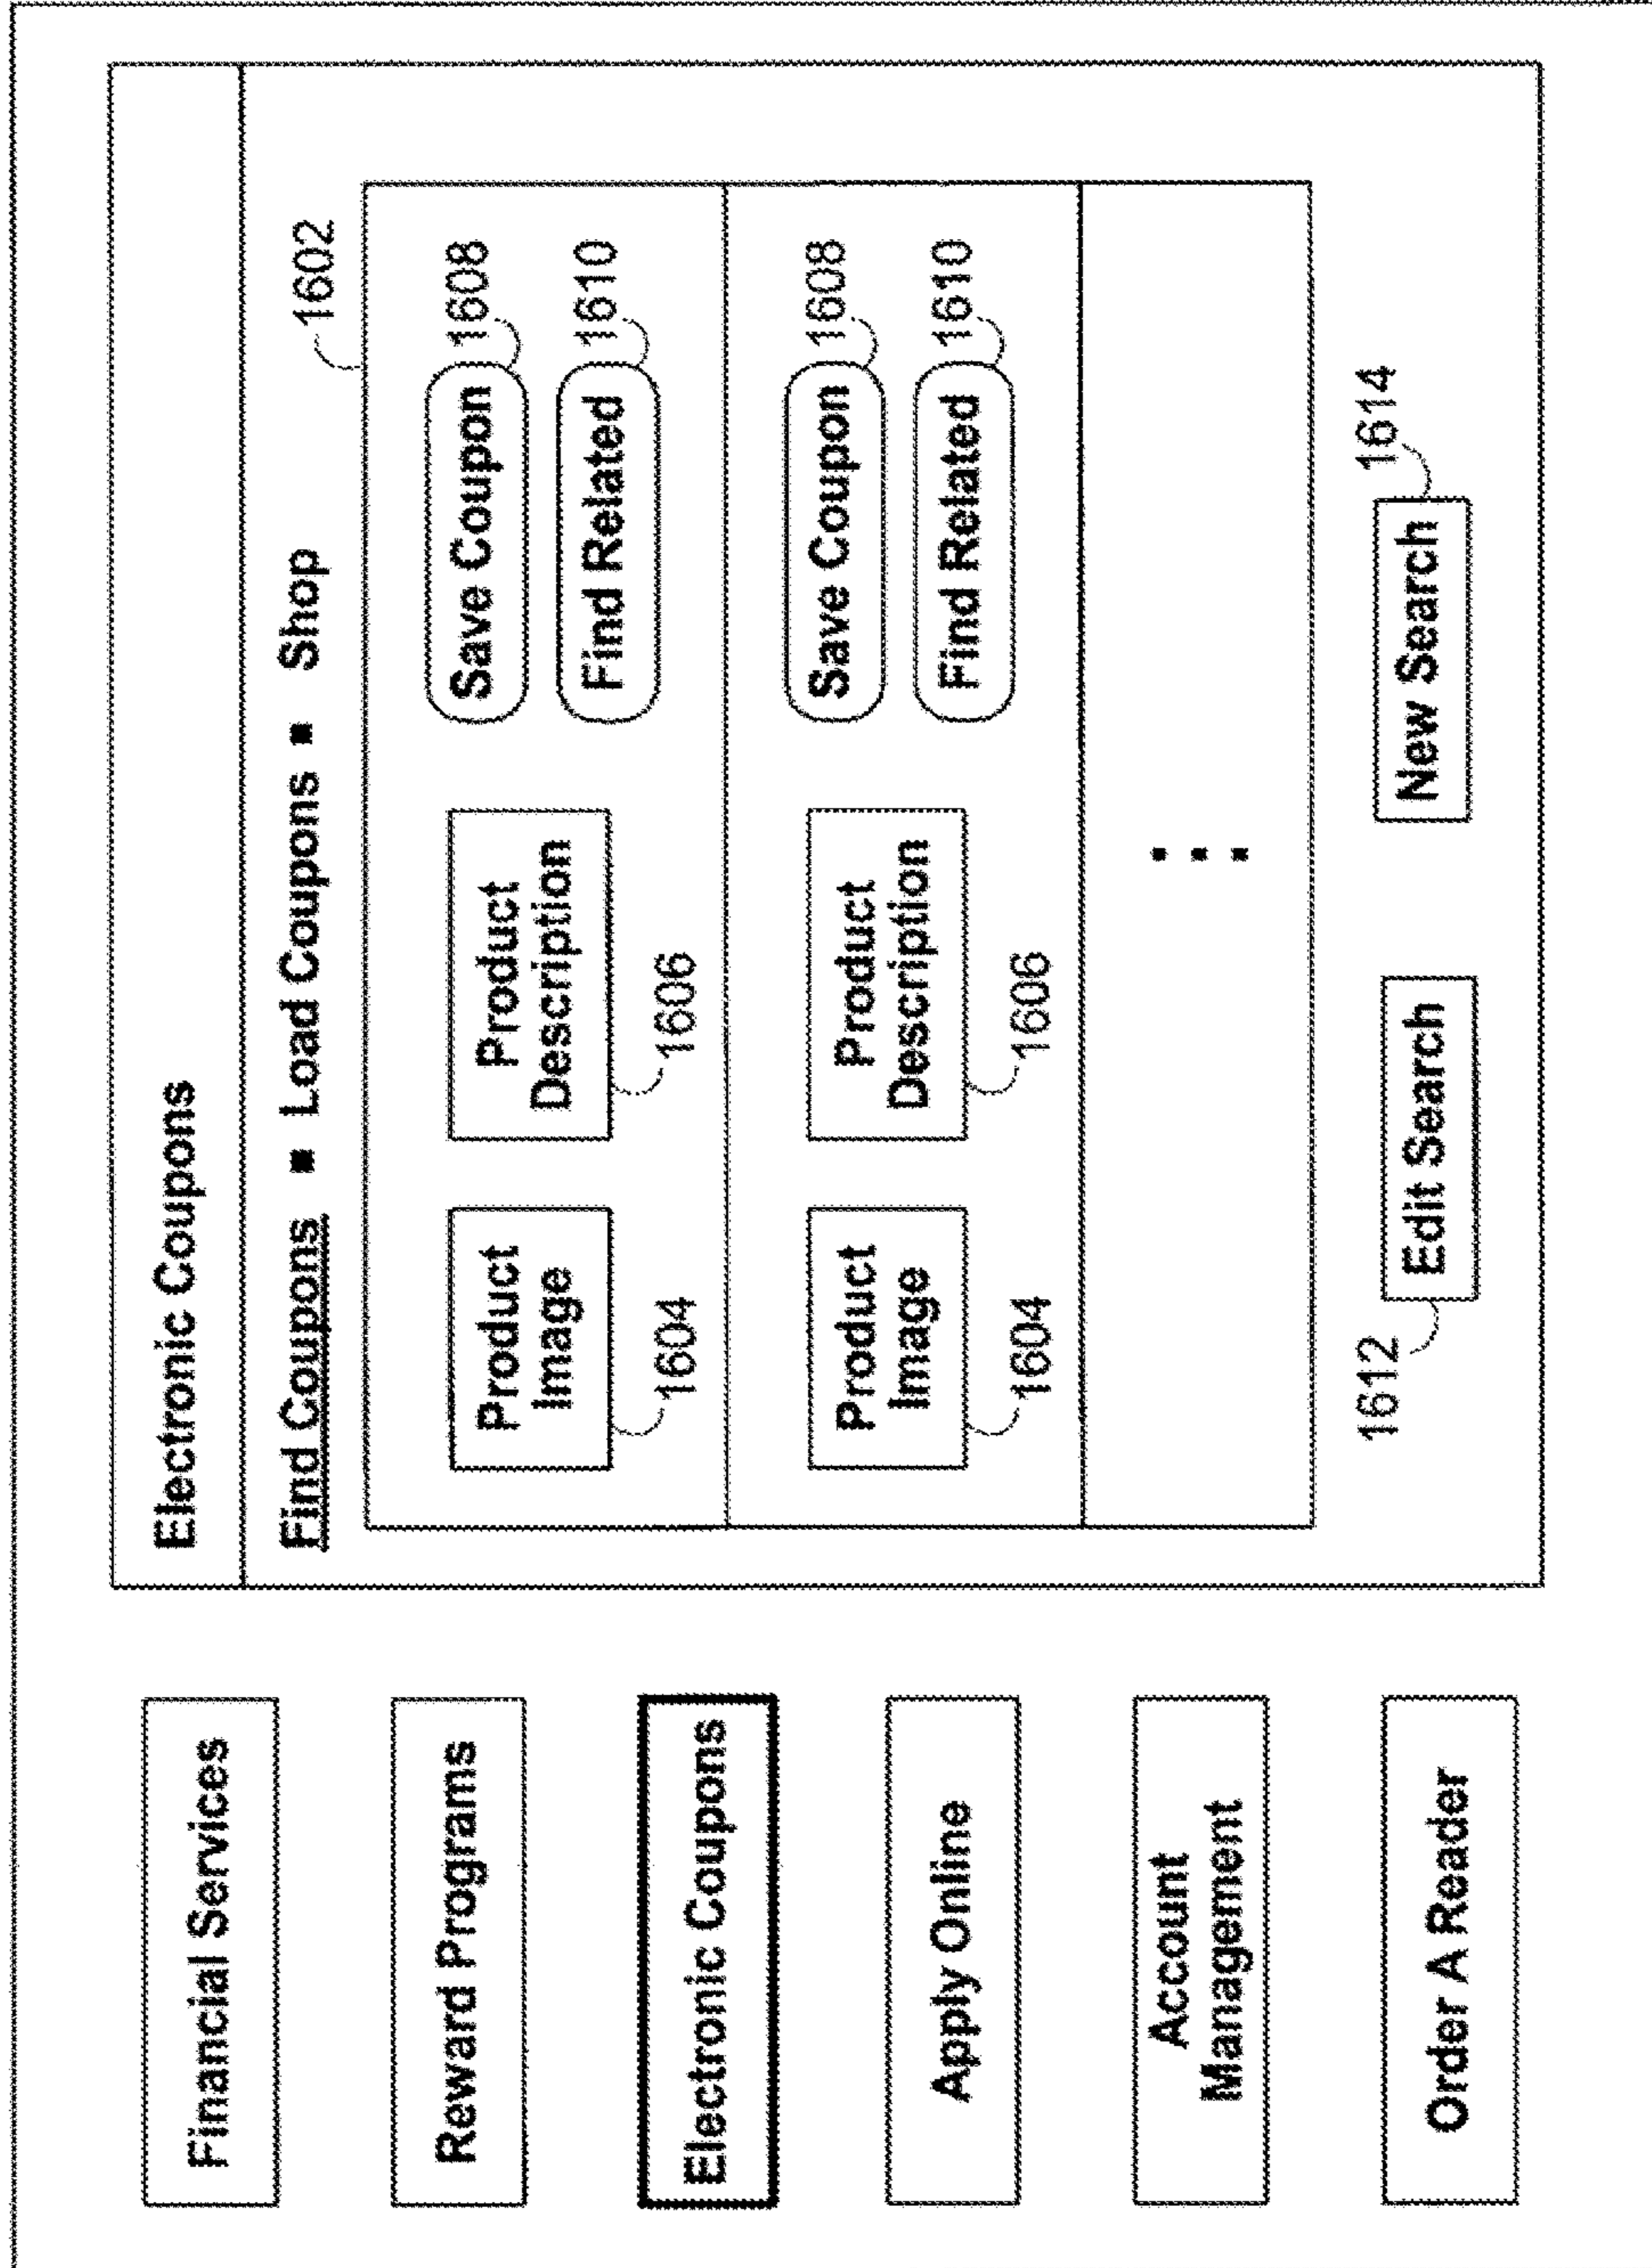 Financial Services
Reward Programs
Electronic Coupons
Apply Online
Account
Management
Order A Reader
Electronic Coupons
Find Coupons ▪ Load Coupons ▪ Shop
1602
Product
Image
1604
Product
Description
1606
Save Coupon
1608
Find Related
1610
Product
Image
1604
Product
Description
1606
Save Coupon
1608
Find Related
1610
1612
Edit Search
New Search
1614